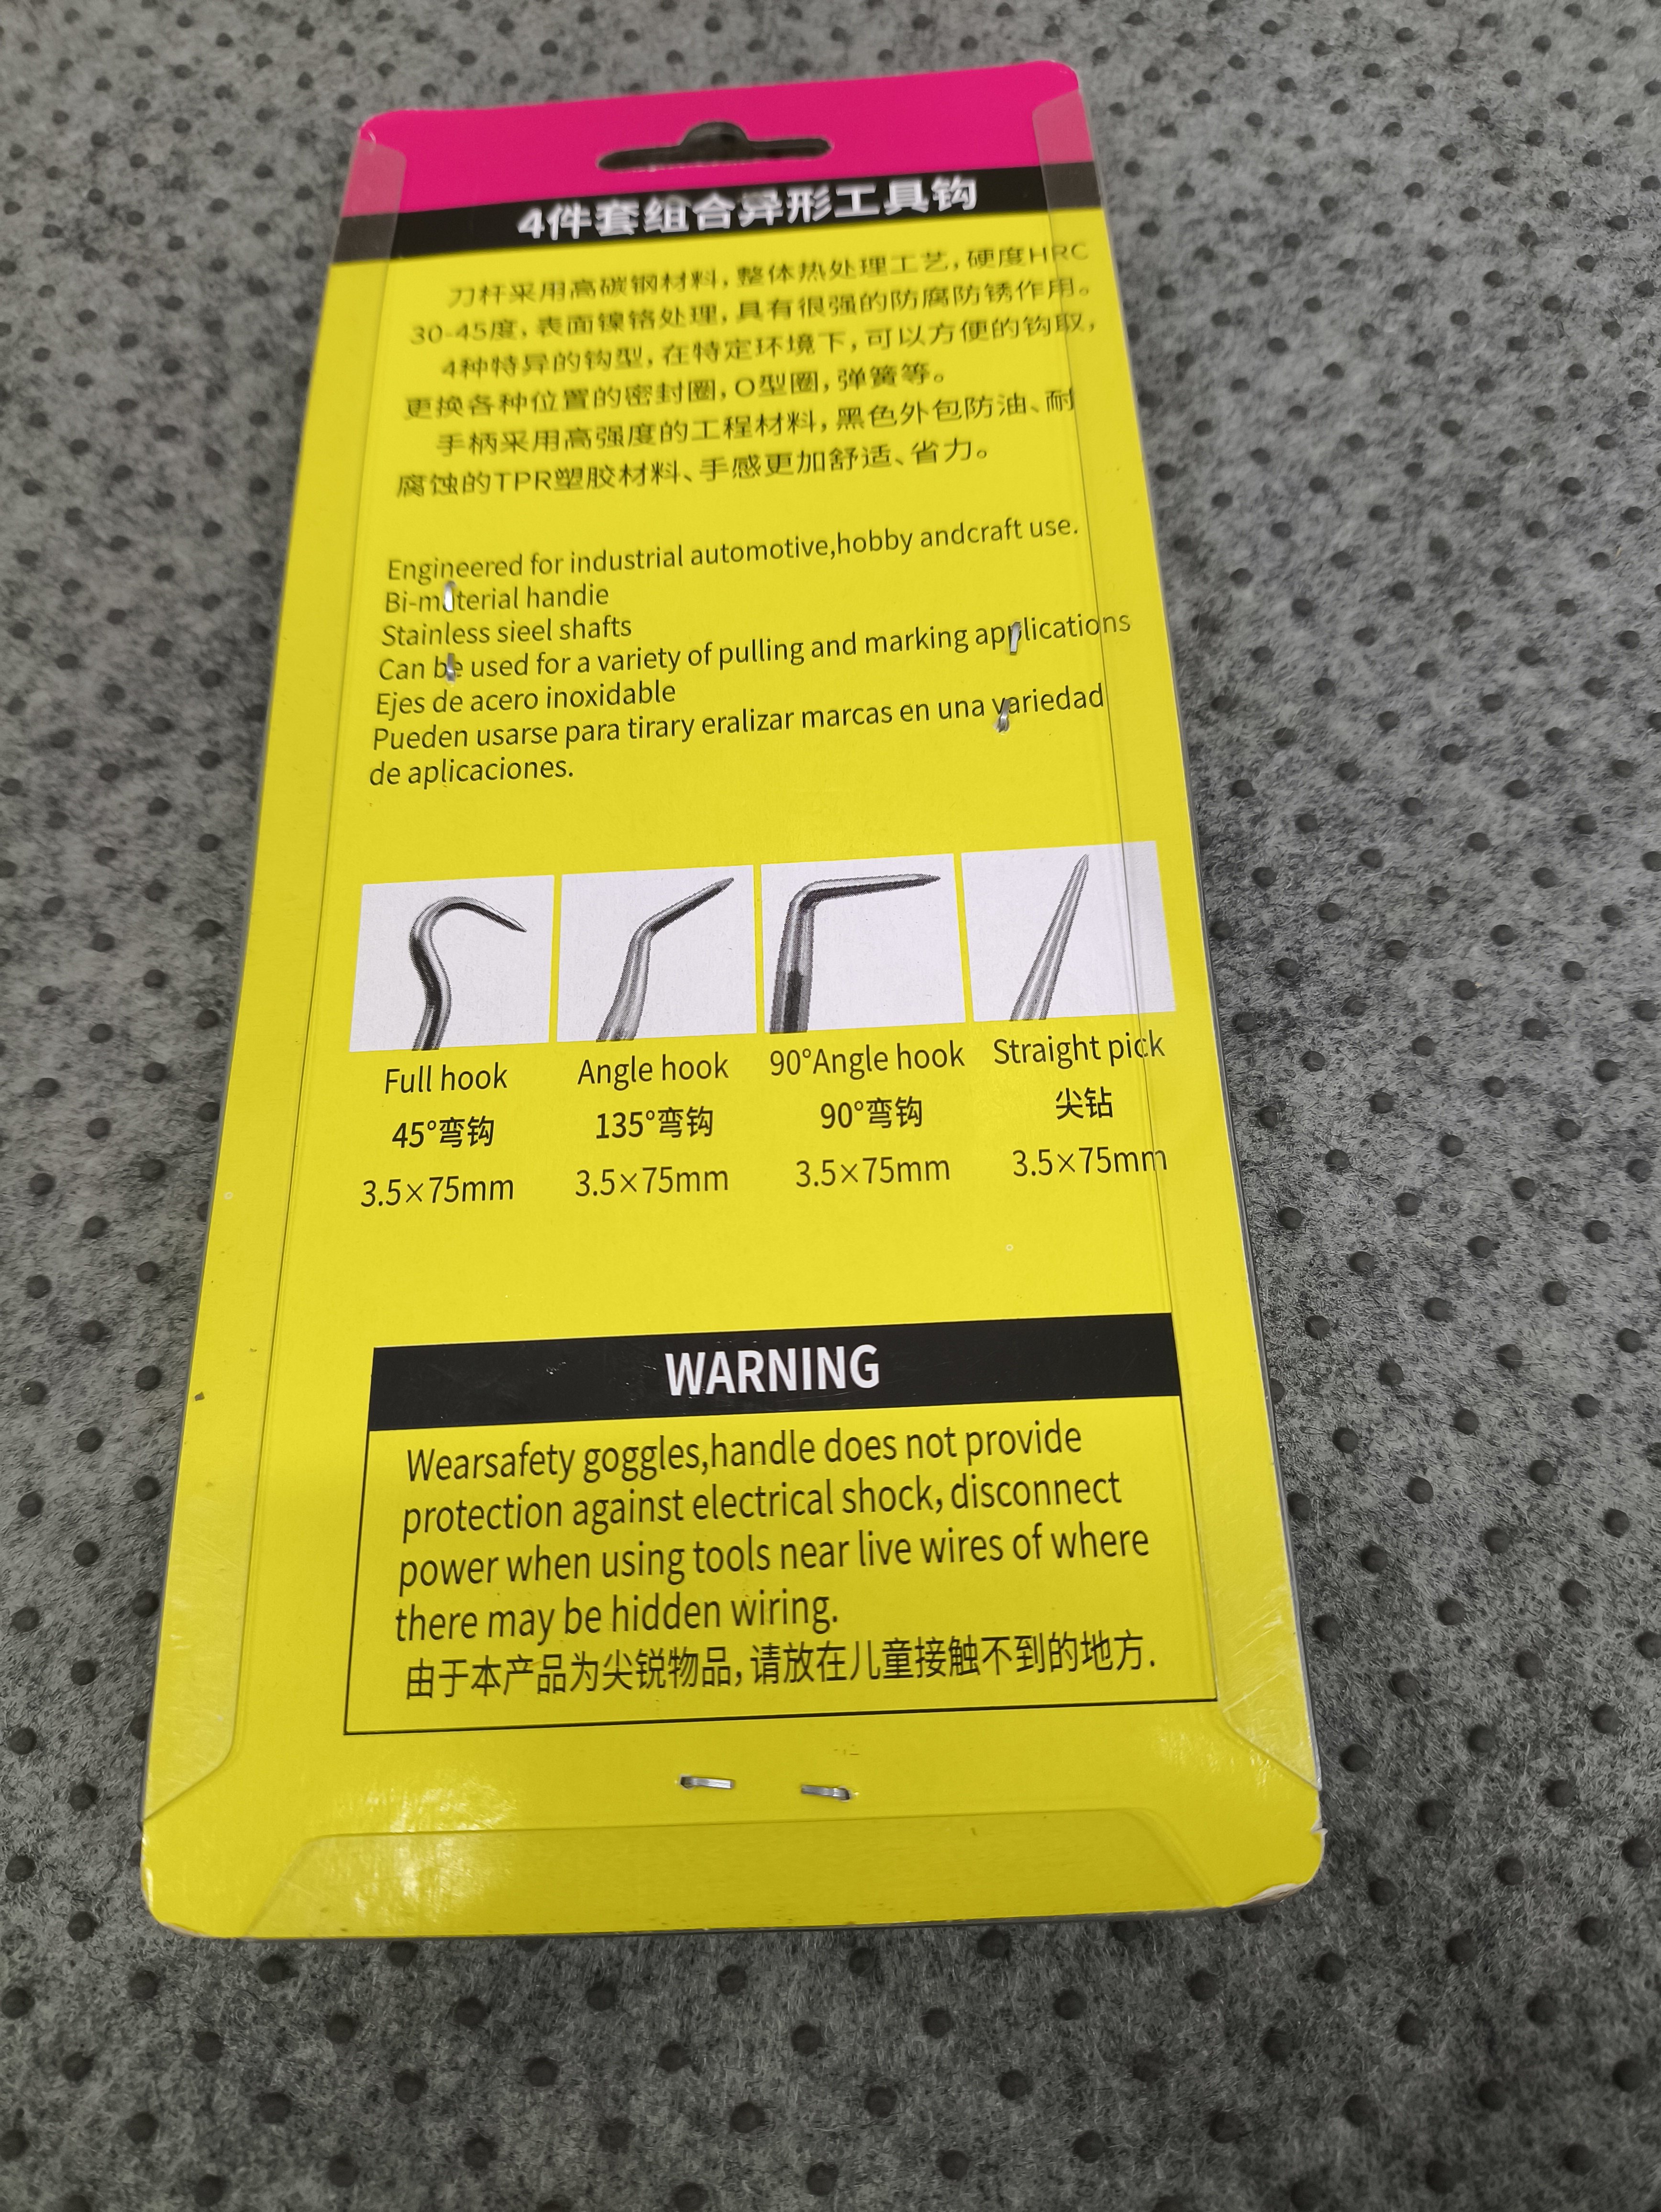 4件套组合异形工具钩
刀杆采用高碳钢材料,整体热处理工艺,硬度HRC
30-45度,表面镍铬处理,具有很强的防腐防锈作用。
4种特异的钩型,在特定环境下,可以方便的钩取,
更换各种位置的密封圈,O型圈,弹簧等。
手柄采用高强度的工程材料,黑色外包防油、耐
腐蚀的TPR塑胶材料、手感更加舒适、省力。
Engineered for industrial automotive,hobby andcraft use.
Bi-material handie
Stainless sieel shafts
Can be used for a variety of pulling and marking applications
Ejes de acero inoxidable
Pueden usarse para tirary eralizar marcas en una variedad
de aplicaciones.
Full hook Angle hook 90°Angle hook Straight pick
45°弯钩 135°弯钩 90°弯钩 尖钻
3.5×75mm 3.5×75mm 3.5×75mm 3.5×75mm
WARNING
Wearsafety goggles,handle does not provide
protection against electrical shock, disconnect
power when using tools near live wires of where
there may be hidden wiring.
由于本产品为尖锐物品,请放在儿童接触不到的地方.